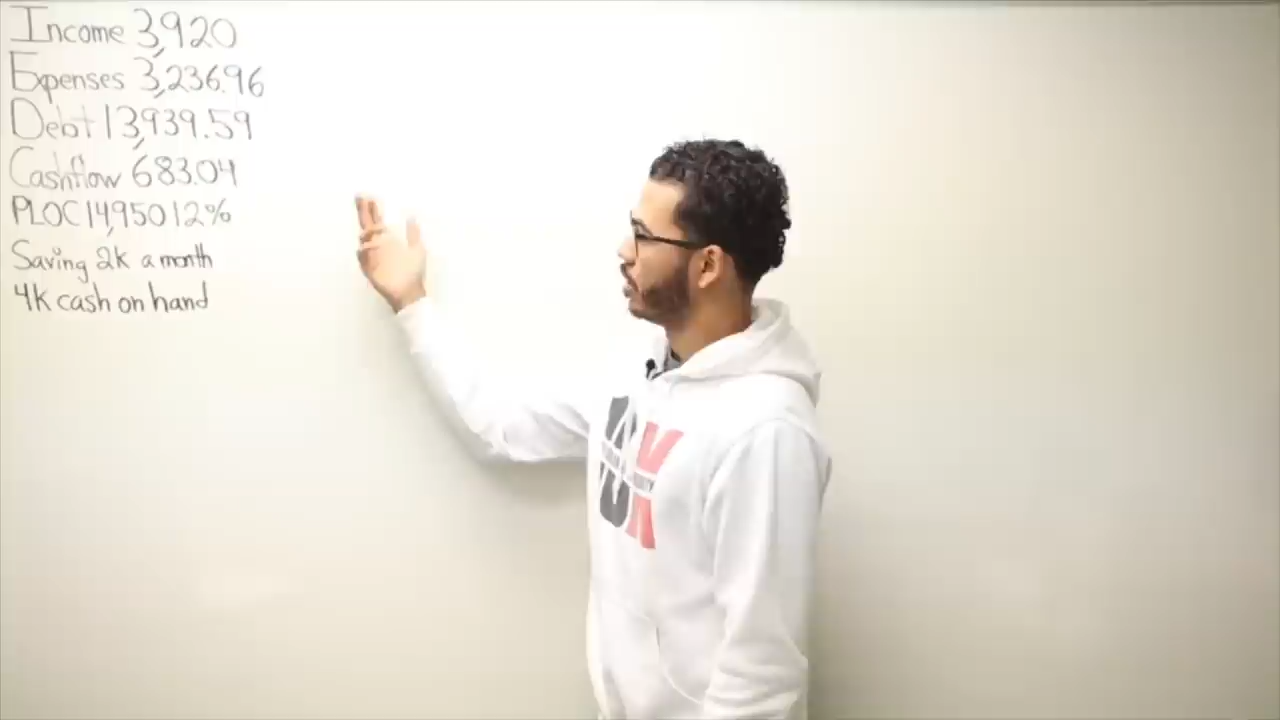 Income 3,920
Expenses 3,236.96
Debt 13,939.59
Cashflow 683.04
PLOC 14,950 12%
Saving 2k a month
4k cash on hand